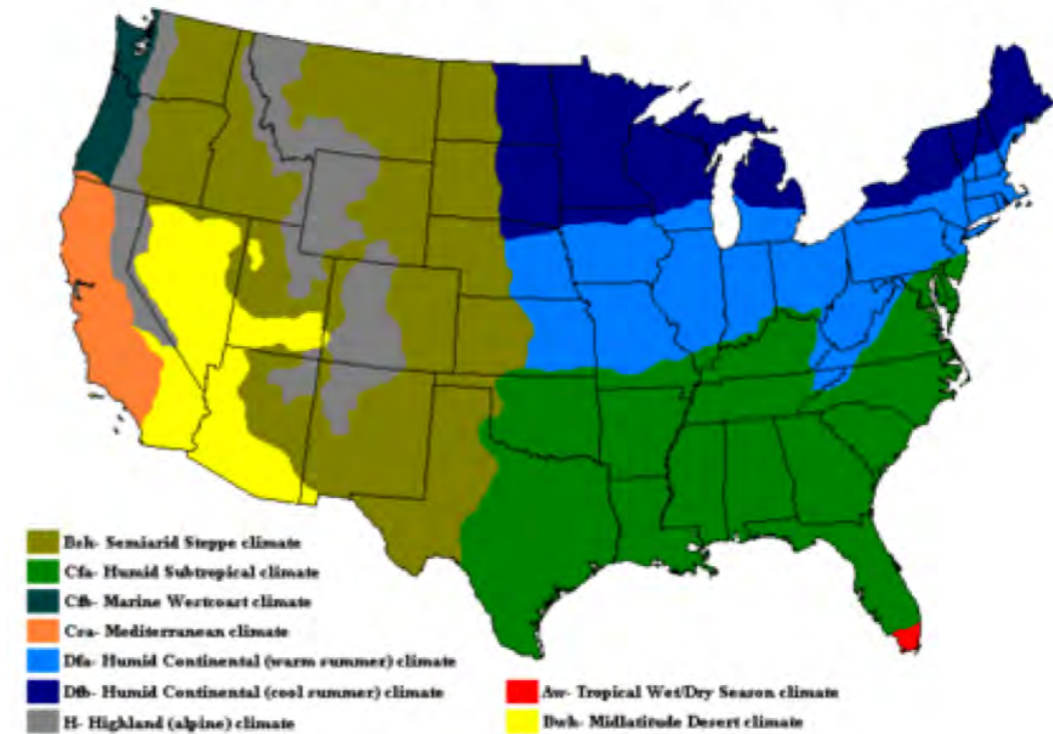 Bsk- Semiarid Steppe climate
Cfa- Humid Subtropical climate
Cfb- Marine Westcoast climate
Csa- Mediterranean climate
Dfa- Humid Continental (warm summer) climate
Dfb- Humid Continental (cool summer) climate
H- Highland (alpine) climate
Aw- Tropical Wet/Dry Season climate
Bwh- Midlatitude Desert climate